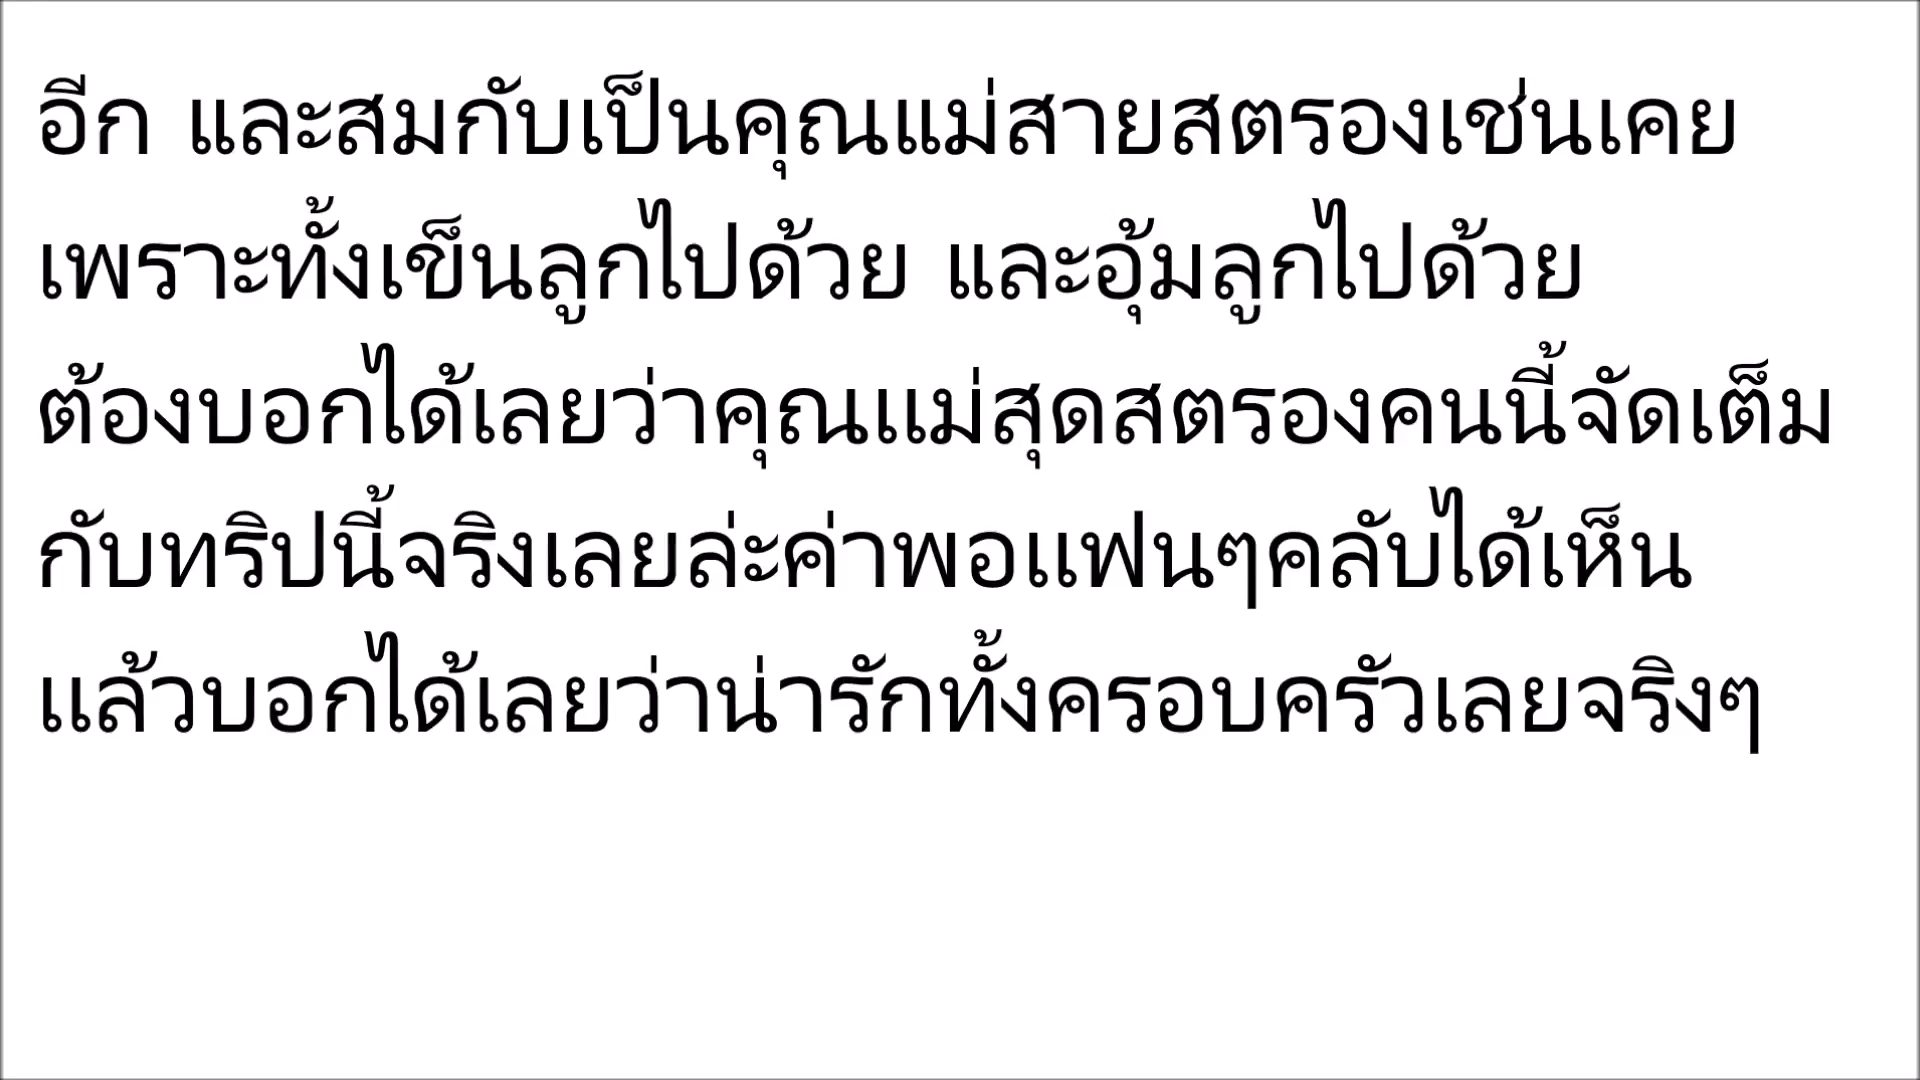 อีก และสมกับเป็นคุณแม่สายสตรองเช่นเคย
เพราะทั้งเข็นลูกไปด้วย และอุ้มลูกไปด้วย
ต้องบอกได้เลยว่าคุณแม่สุดสตรองคนนี้จัดเต็ม
กับทริปนี้จริงเลยล่ะค่าพอแฟนๆคลับได้เห็น
แล้วบอกได้เลยว่าน่ารักทั้งครอบครัวเลยจริงๆ